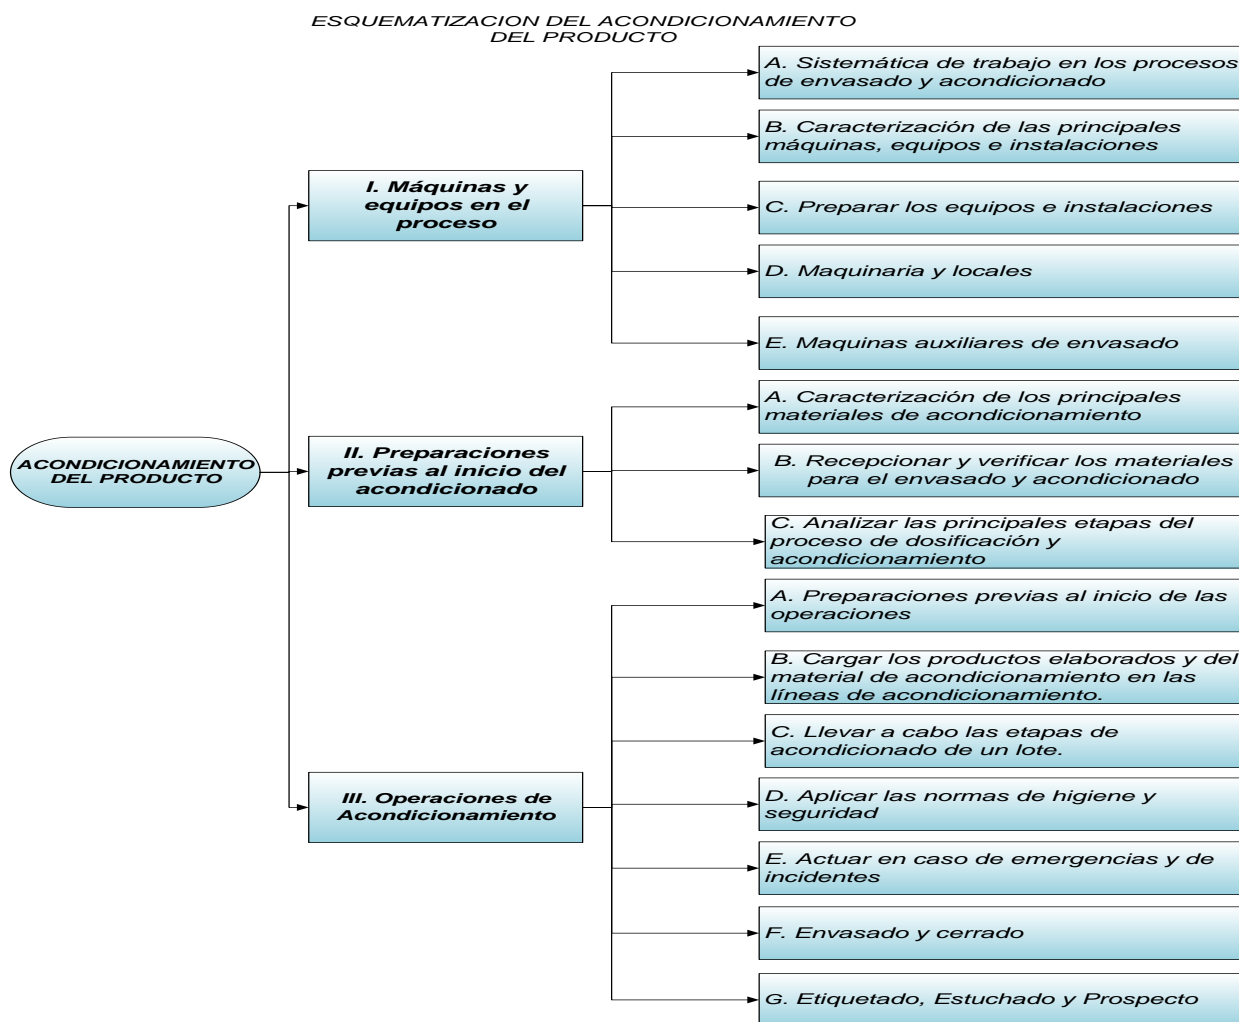 ESQUEMATIZACION DEL ACONDICIONAMIENTO
DEL PRODUCTO
ACONDICIONAMIENTO
DEL PRODUCTO
I. Máquinas y
equipos en el
proceso
A. Sistemática de trabajo en los procesos
de envasado y acondicionado
B. Caracterización de las principales
máquinas, equipos e instalaciones
C. Preparar los equipos e instalaciones
D. Maquinaria y locales
E. Maquinas auxiliares de envasado
II. Preparaciones
previas al inicio del
acondicionado
A. Caracterización de los principales
materiales de acondicionamiento
B. Recepcionar y verificar los materiales
para el envasado y acondicionado
C. Analizar las principales etapas del
proceso de dosificación y
acondicionamiento
III. Operaciones de
Acondicionamiento
A. Preparaciones previas al inicio de las
operaciones
B. Cargar los productos elaborados y del
material de acondicionamiento en las
líneas de acondicionamiento.
C. Llevar a cabo las etapas de
acondicionado de un lote.
D. Aplicar las normas de higiene y
seguridad
E. Actuar en caso de emergencias y de
incidentes
F. Envasado y cerrado
G. Etiquetado, Estuchado y Prospecto